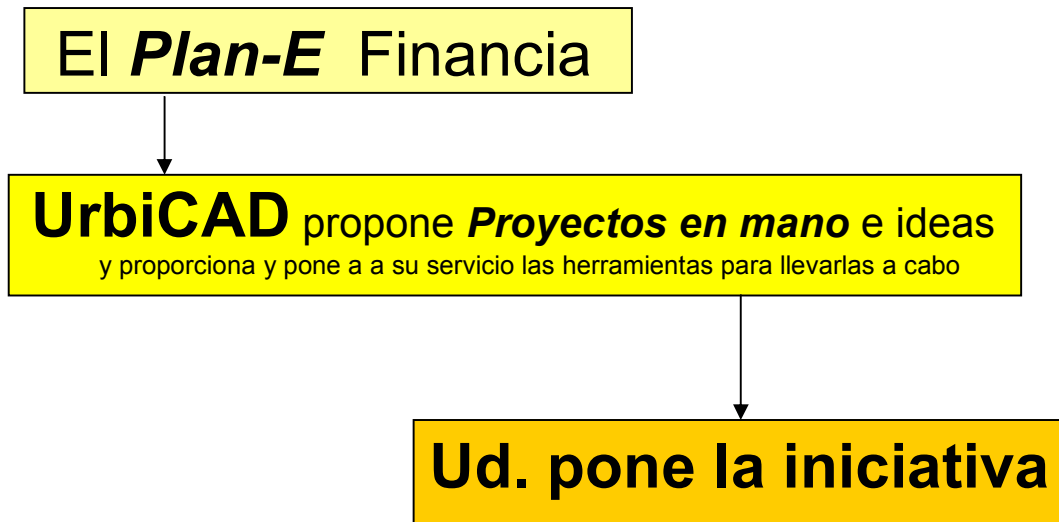 El Plan-E Financia
UrbiCAD propone Proyectos en mano e ideas
y proporciona y pone a a su servicio las herramientas para llevarlas a cabo
Ud. pone la iniciativa